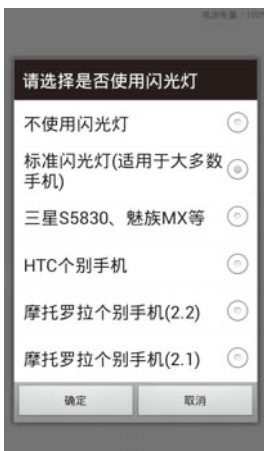 请选择是否使用闪光灯
不使用闪光灯
标准闪光灯(适用于大多数
手机)
三星S5830、魅族MX等
HTC个别手机
摩托罗拉个别手机(2.2)
摩托罗拉个别手机(2.1)
确定
取消